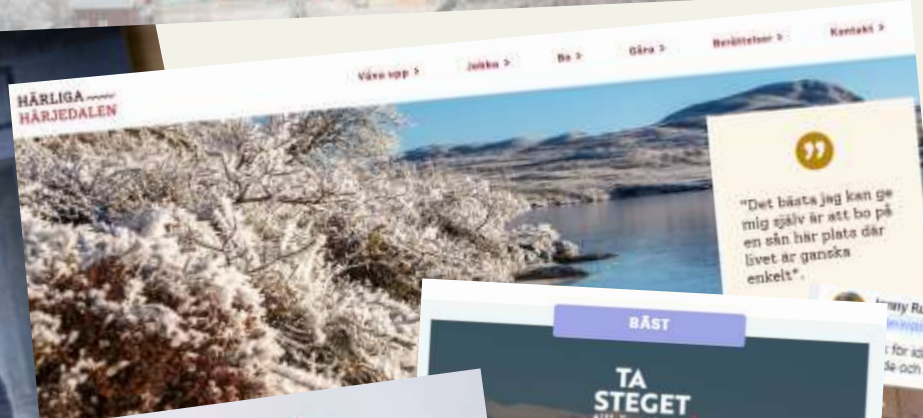 HÄRLIGA
HÄRJEDALEN
Växa upp >
Jobba >
Bo >
Göra >
Berättelser >
Kontakt >
"Det bästa jag kan ge
mig själv är att bo på
en sån här plats där
livet är ganska
enkelt".
BÄST
TA
STEGET